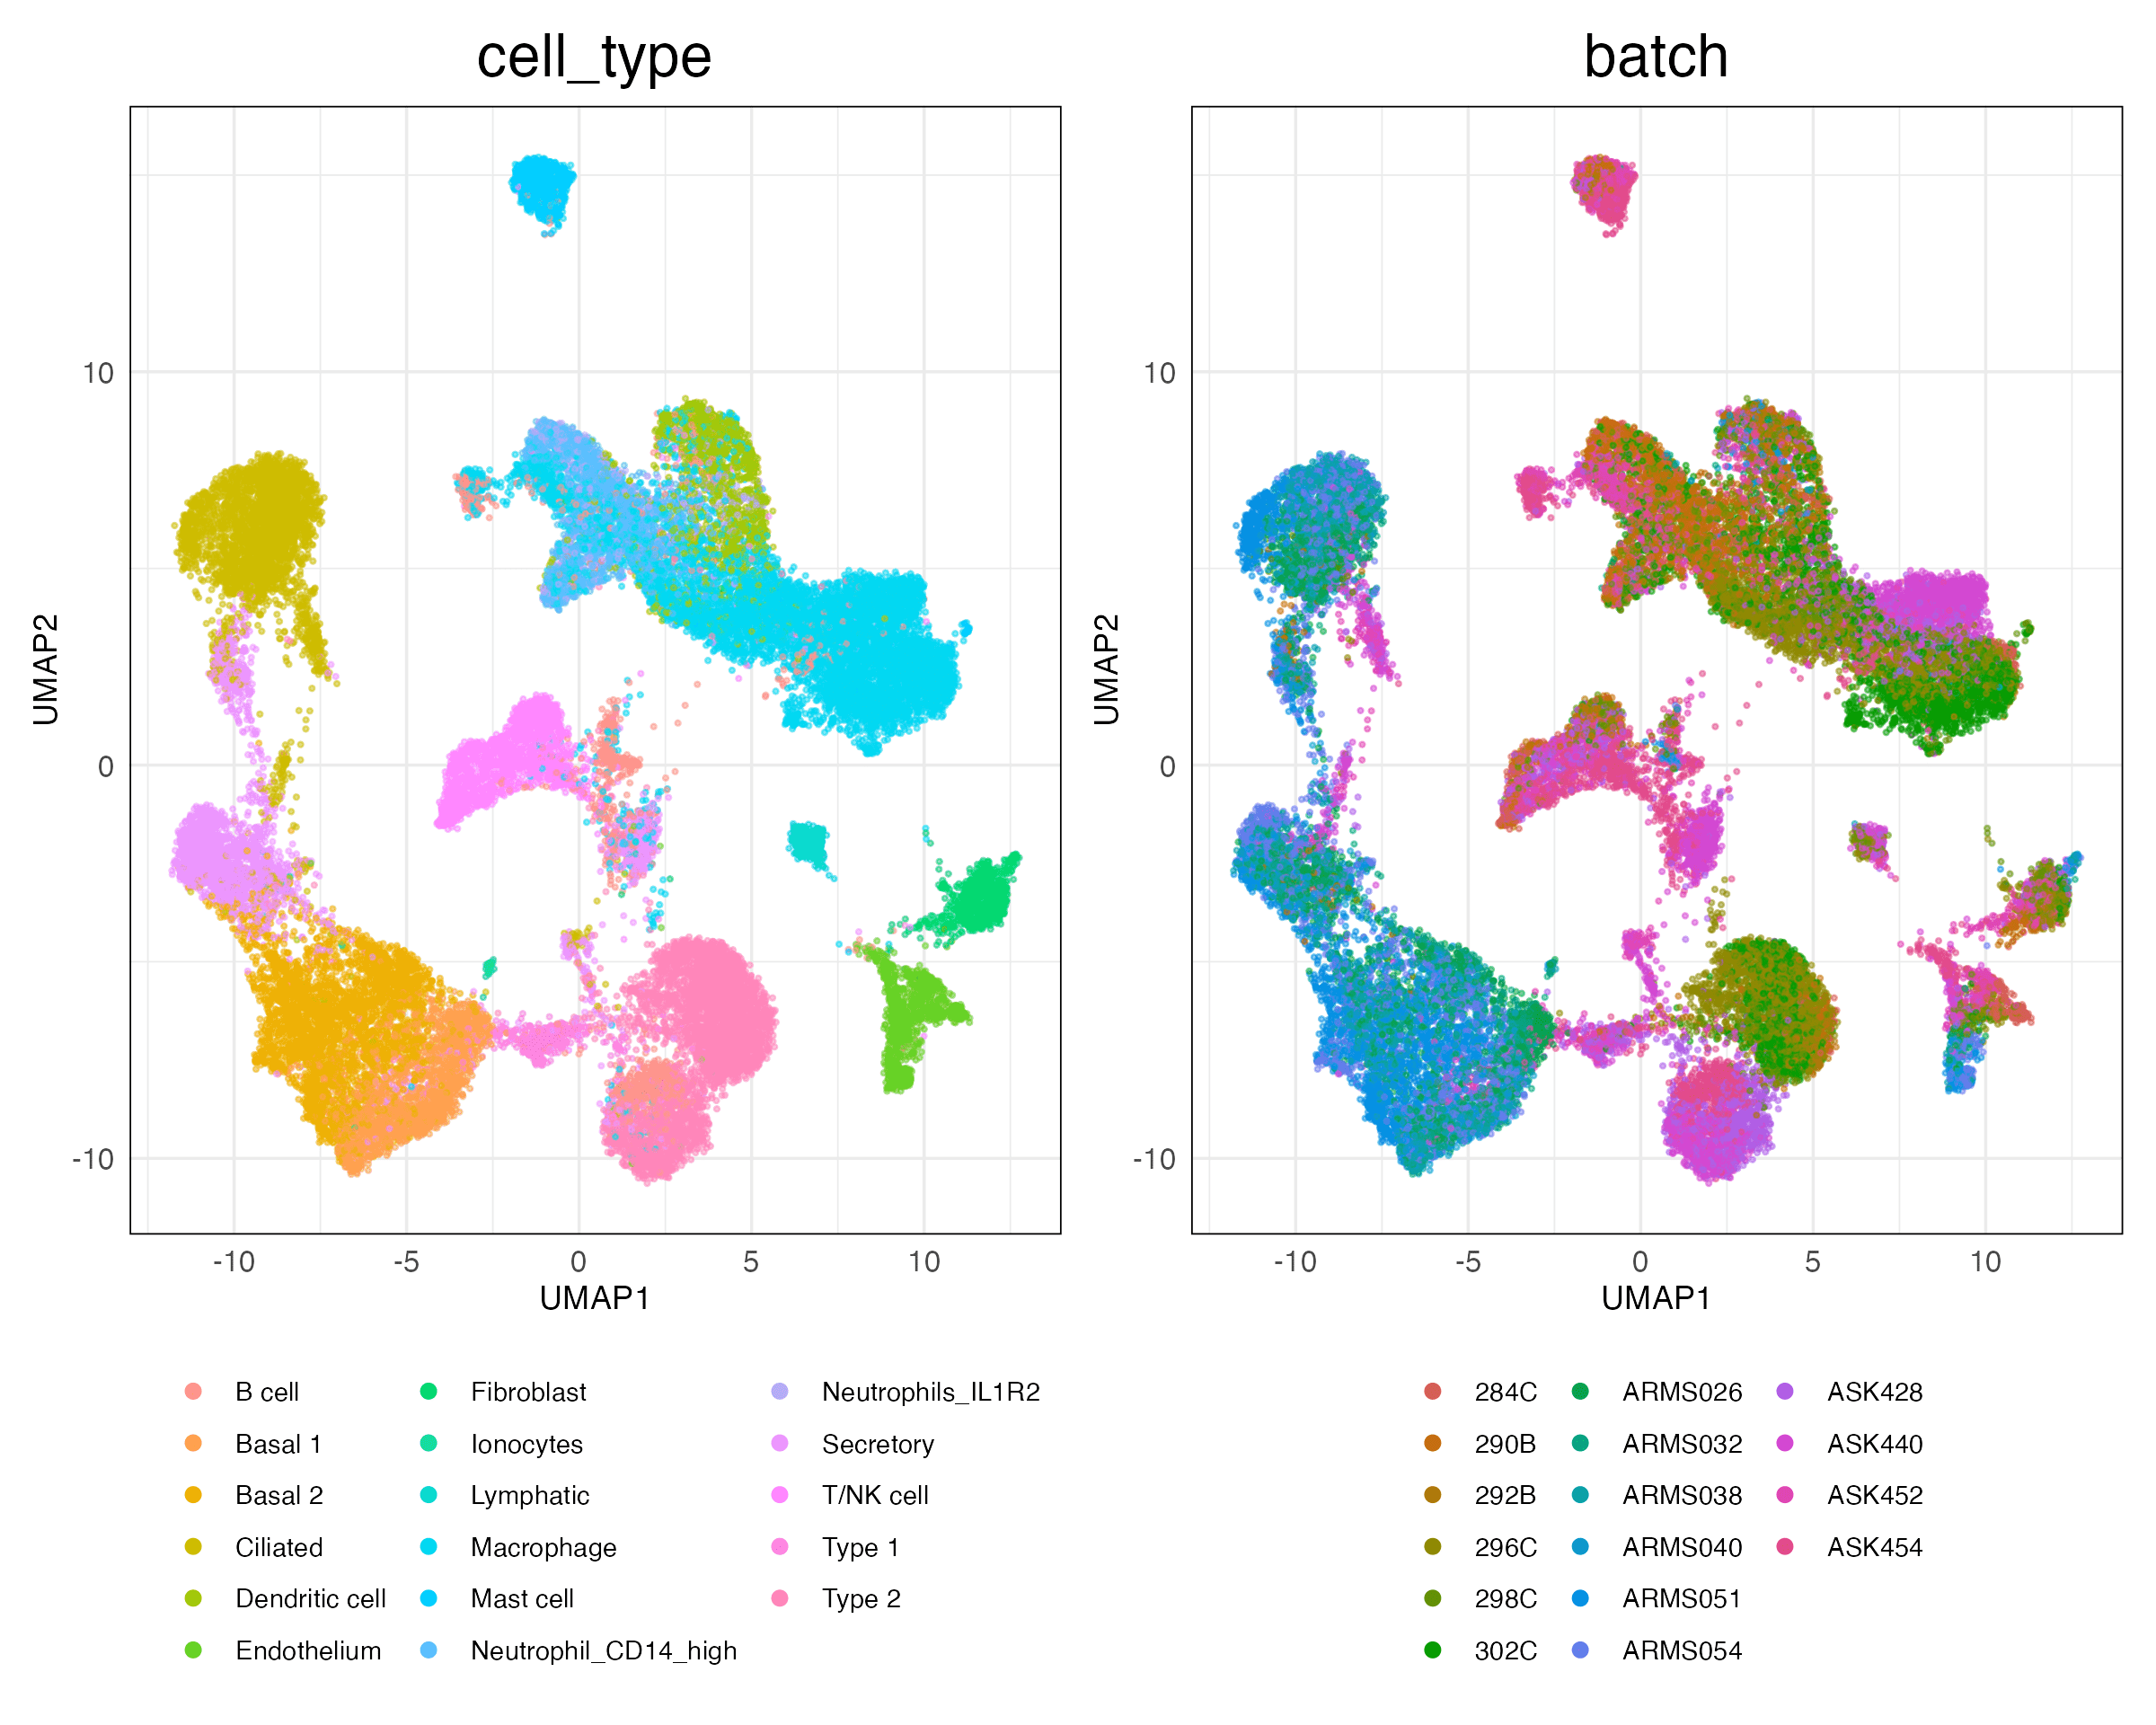 cell_type
10
0
-10
UMAP2
-10
-5
0
5
10
UMAP1
B cell
Basal 1
Basal 2
Ciliated
Dendritic cell
Endothelium
Fibroblast
Ionocytes
Lymphatic
Macrophage
Mast cell
Neutrophil_CD14_high
Neutrophils_IL1R2
Secretory
T/NK cell
Type 1
Type 2
batch
10
0
-10
UMAP2
-10
-5
0
5
10
UMAP1
284C
290B
292B
296C
298C
302C
ARMS026
ARMS032
ARMS038
ARMS040
ARMS051
ARMS054
ASK428
ASK440
ASK452
ASK454